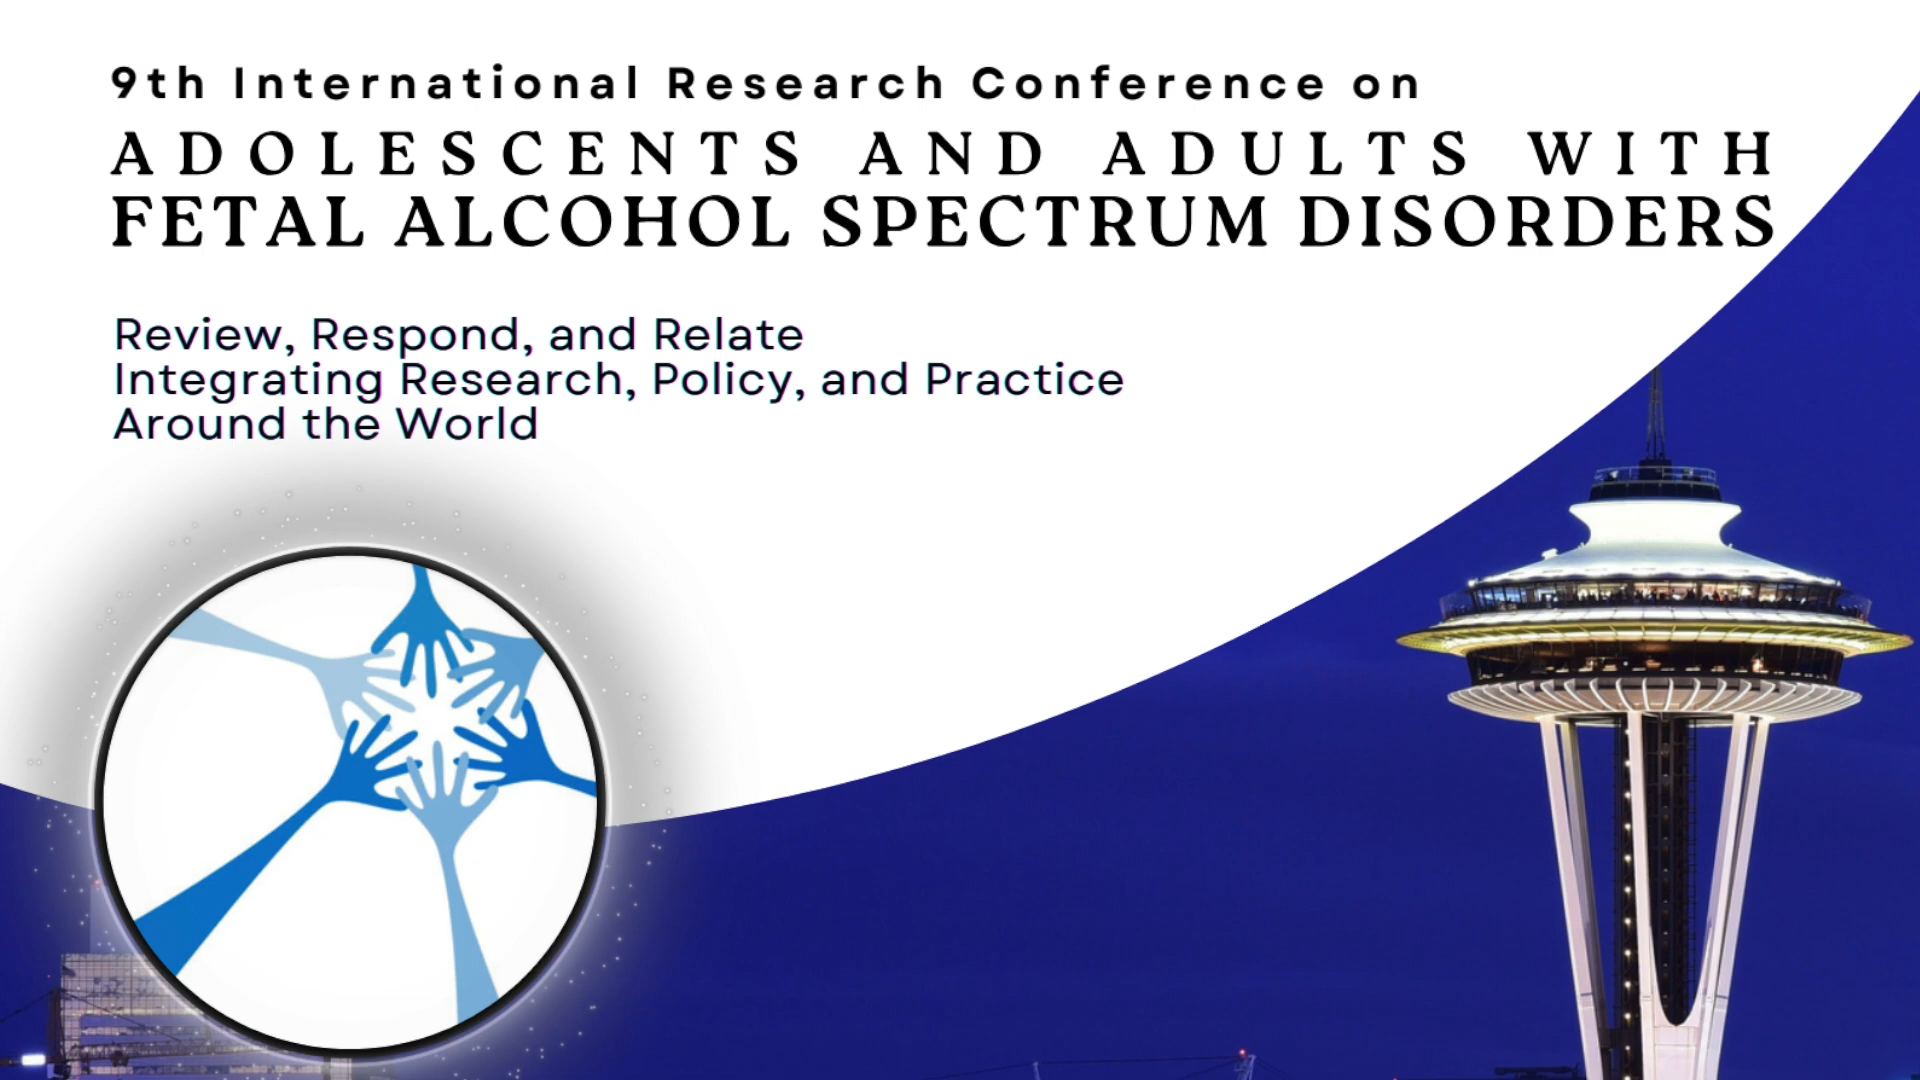 9th International Research Conference on
ADOLESCENTS AND ADULTS WITH
FETAL ALCOHOL SPECTRUM DISORDERS
Review, Respond, and Relate
Integrating Research, Policy, and Practice
Around the World